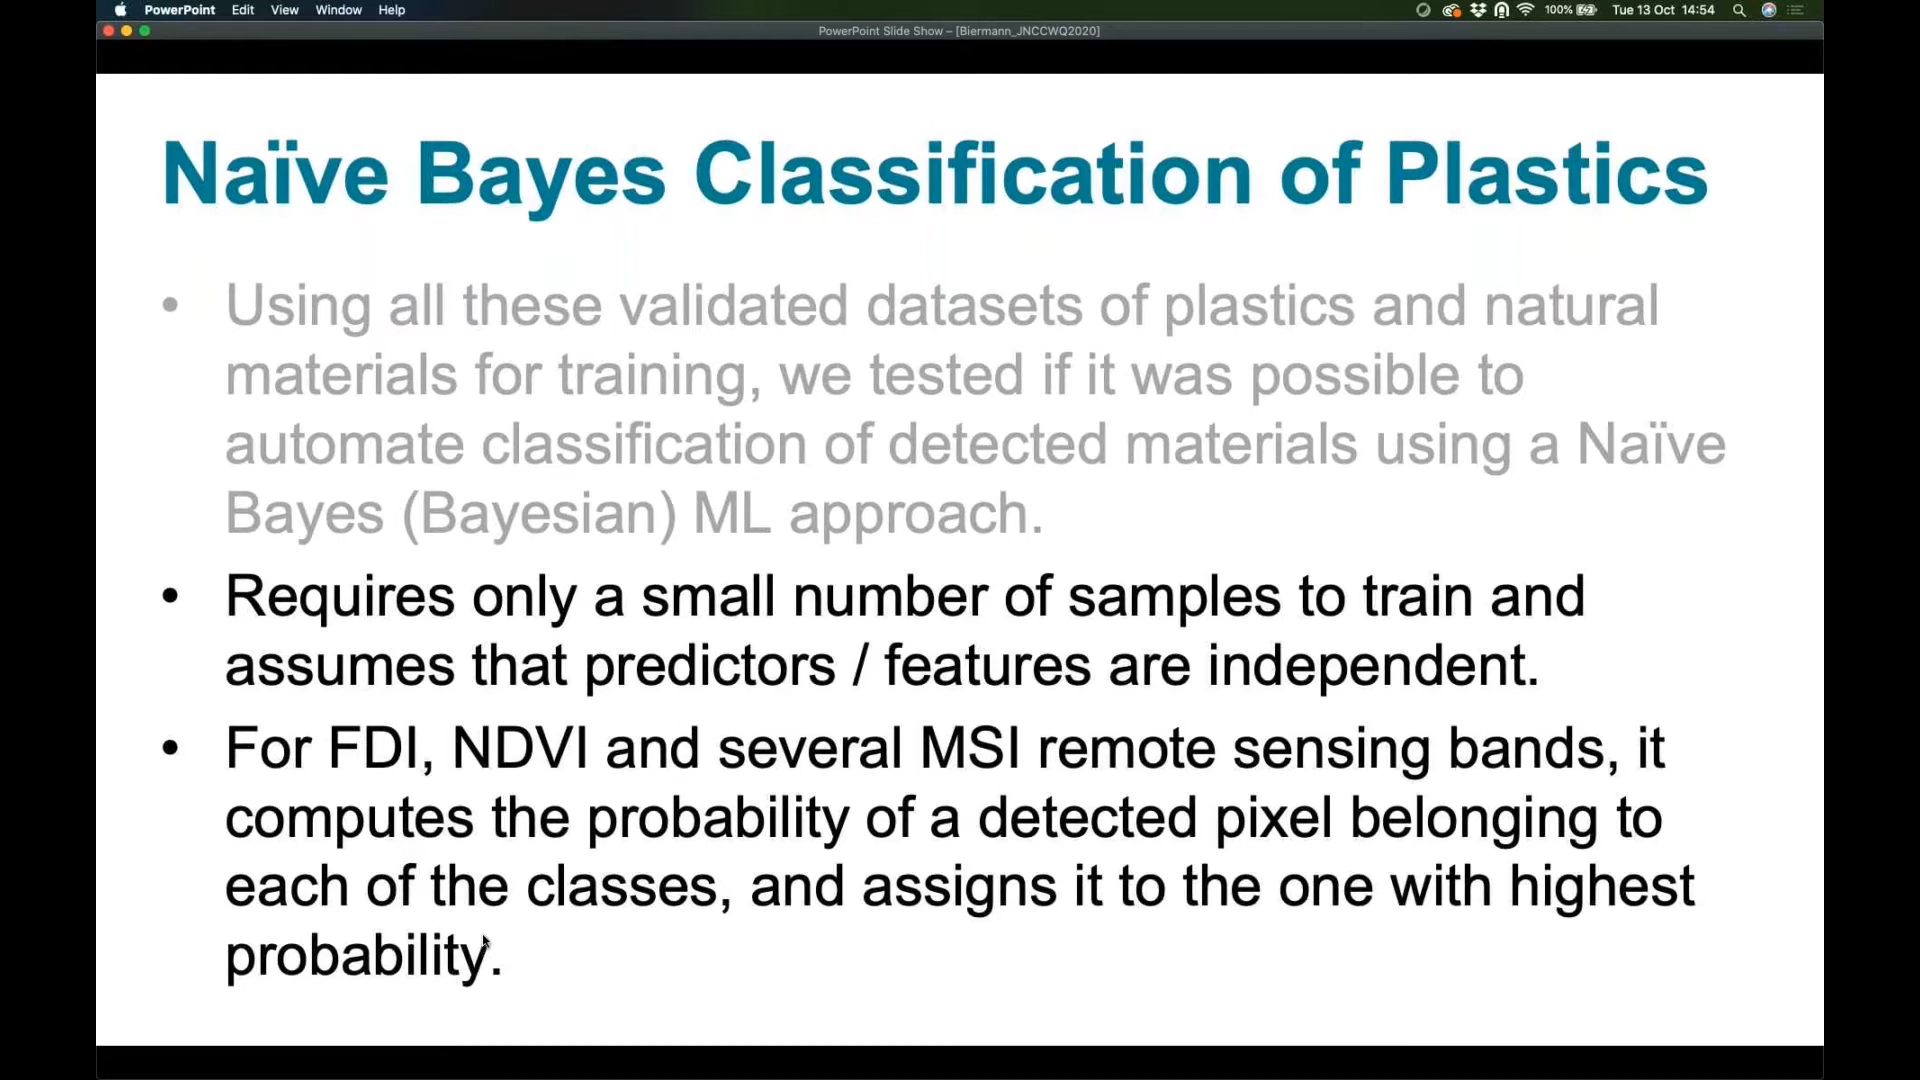 PowerPoint Edit View Window Help 100% Tue 13 Oct 14:54
PowerPoint Slide Show – [Biermann_JNCCWQ2020]
Naïve Bayes Classification of Plastics
• Using all these validated datasets of plastics and natural
materials for training, we tested if it was possible to
automate classification of detected materials using a Naïve
Bayes (Bayesian) ML approach.
• Requires only a small number of samples to train and
assumes that predictors / features are independent.
• For FDI, NDVI and several MSI remote sensing bands, it
computes the probability of a detected pixel belonging to
each of the classes, and assigns it to the one with highest
probability.